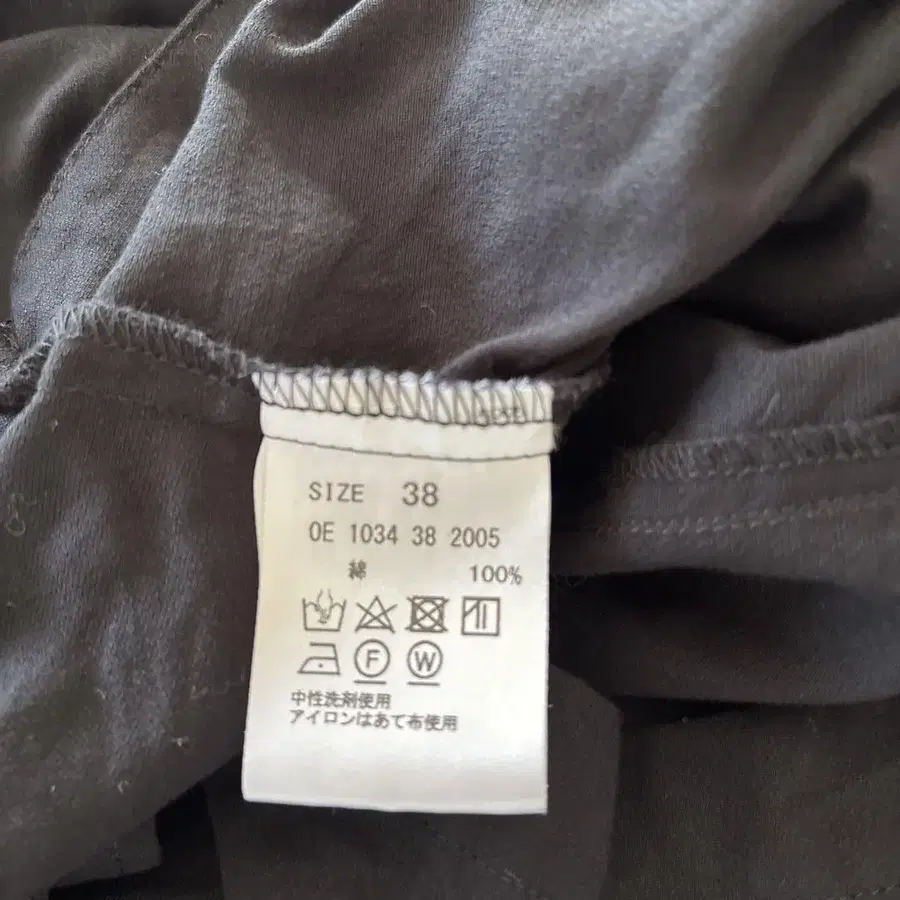 SIZE 38
OE 1034 38 2005
綿 100%
F W
中性洗剤使用
アイロンはあて布使用